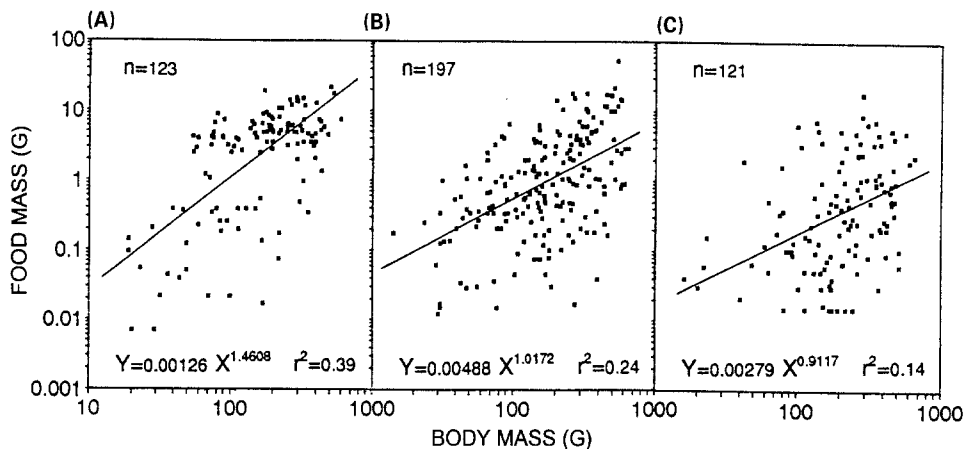 (A) (B) (C)
100
10
1
0.1
0.01
0.001
FOOD MASS (G)
n=123 n=197 n=121
Y=0.00126 X^1.4608 r²=0.39
Y=0.00488 X^1.0172 r²=0.24
Y=0.00279 X^0.9117 r²=0.14
10 100 1000 100 1000 100 1000
BODY MASS (G)